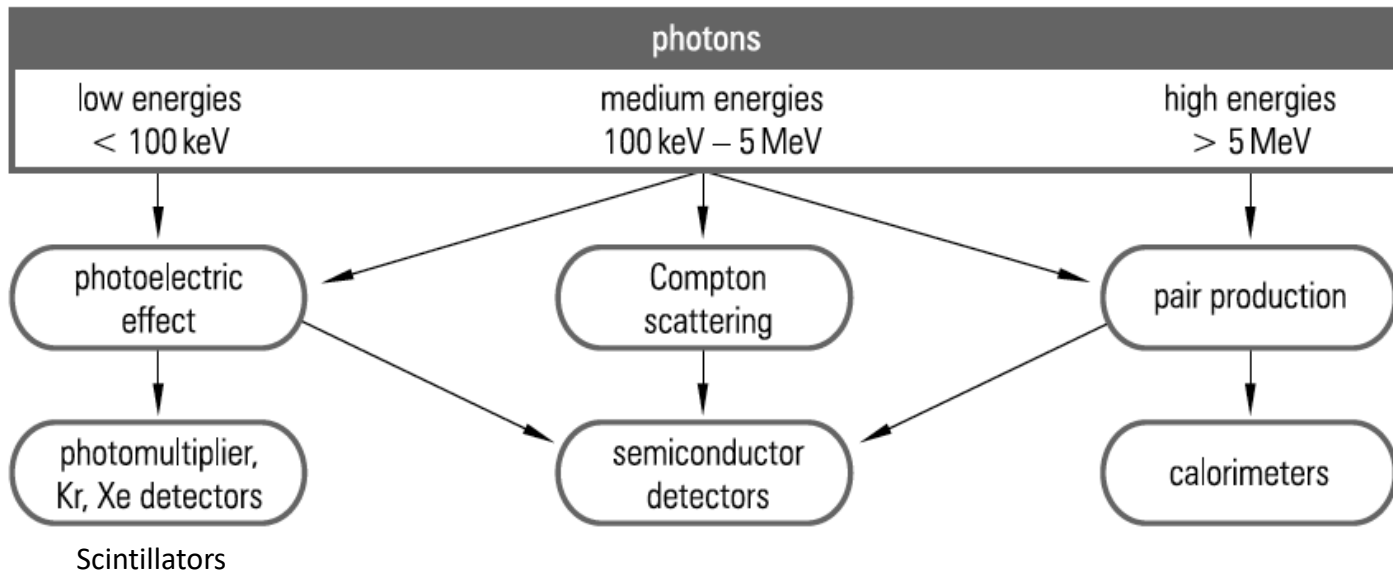 photons
low energies
< 100 keV
medium energies
100 keV – 5 MeV
high energies
> 5 MeV
photoelectric
effect
Compton
scattering
pair production
photomultiplier,
Kr, Xe detectors
semiconductor
detectors
calorimeters
Scintillators